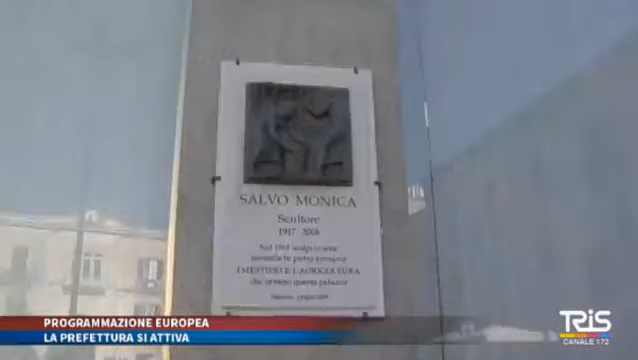 SALVO MONICA
Scultore
1917 2008
I MESTIERI E L'AGRICOLTURA
che ornano questo palazzo
PROGRAMMAZIONE EUROPEA
LA PREFETTURA SI ATTIVA
TRIS
CANALE 172